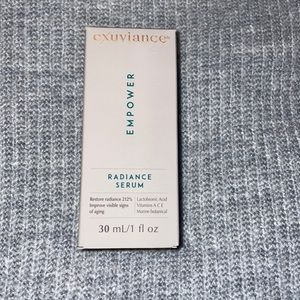 exuviance
EMPOWER
RADIANCE
SERUM
Restore radiance 212%
Improve visible signs
of aging
Lactobionic Acid
Vitamins A C E
Marine botanical
30 mL/1 fl oz